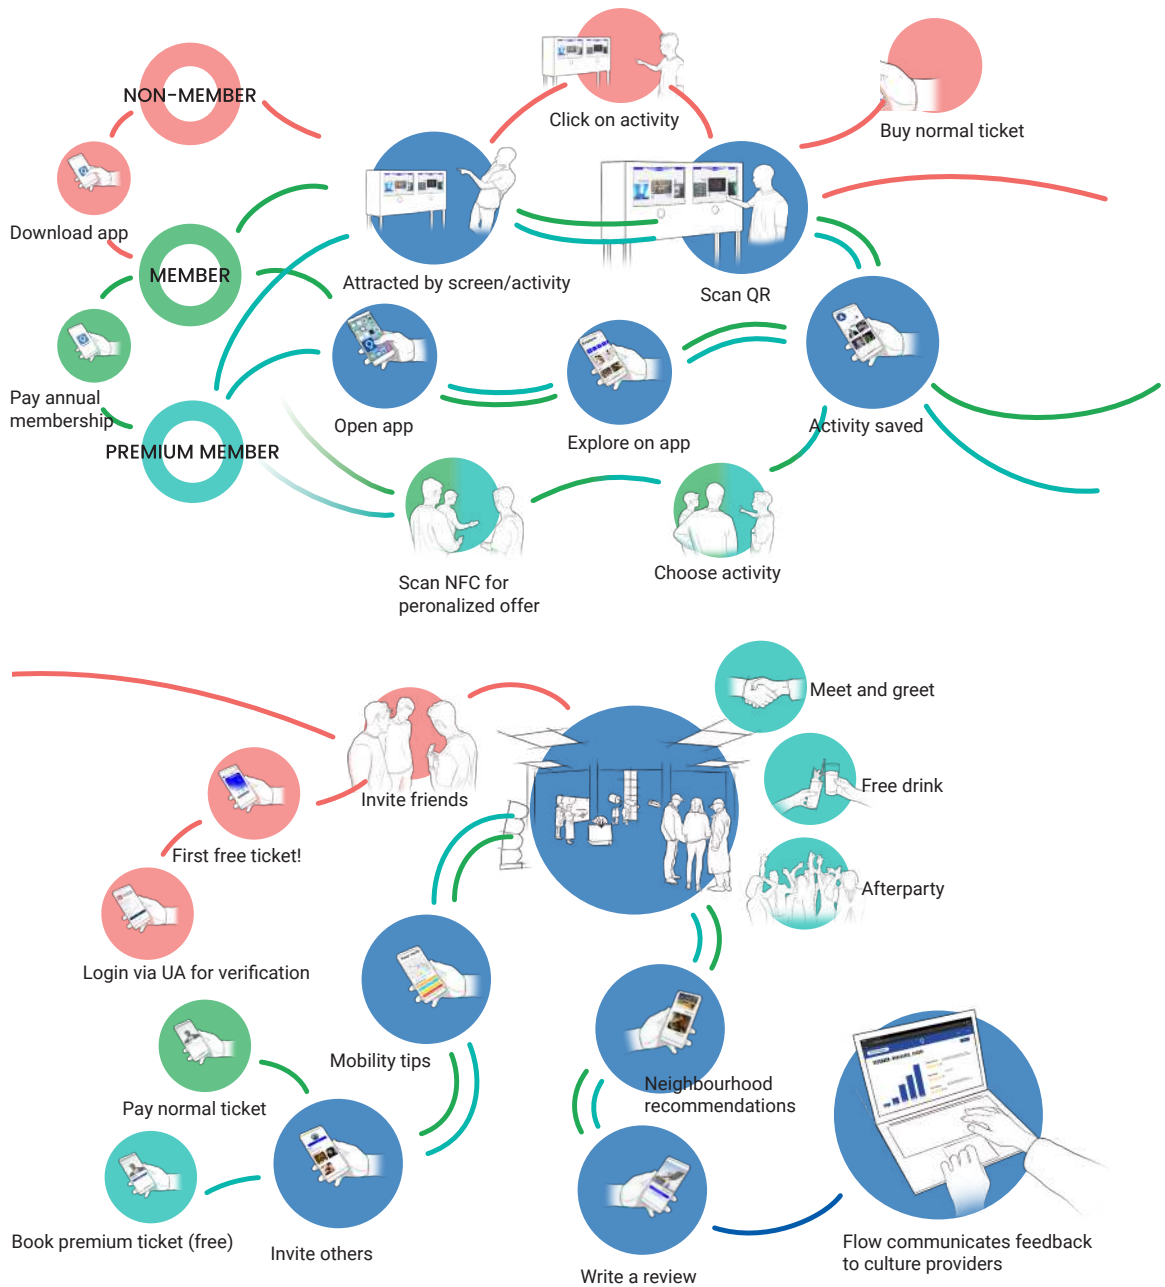 NON-MEMBER
Click on activity
Buy normal ticket
Download app
MEMBER
Attracted by screen/activity
Scan QR
Pay annual
membership
Open app
Explore on app
Activity saved
PREMIUM MEMBER
Scan NFC for
peronalized offer
Choose activity
Meet and greet
Invite friends
Free drink
First free ticket!
Afterparty
Login via UA for verification
Mobility tips
Pay normal ticket
Neighbourhood
recommendations
Book premium ticket (free)
Invite others
Write a review
Flow communicates feedback
to culture providers